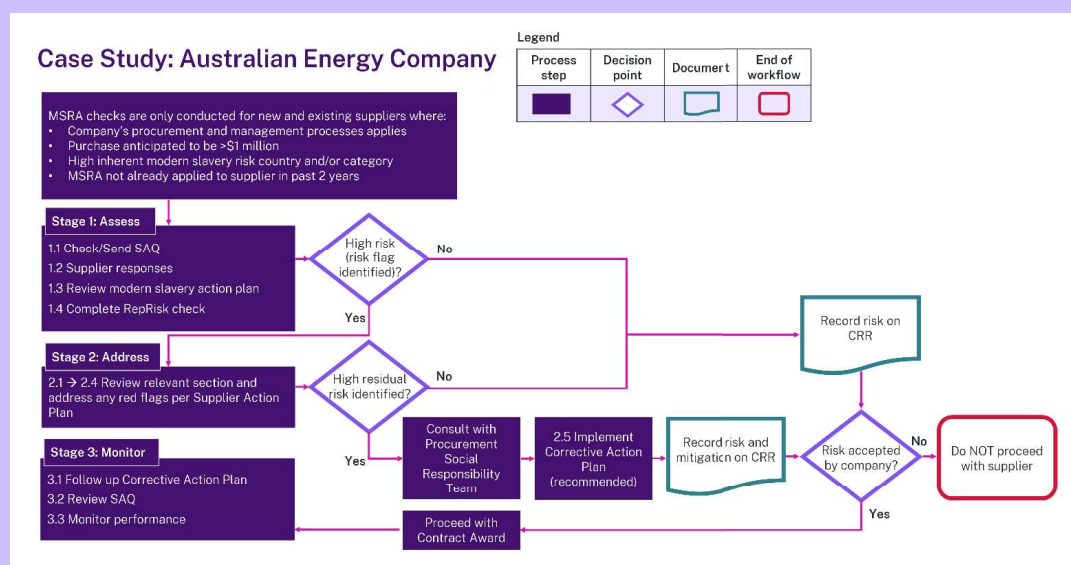 Case Study: Australian Energy Company
Legend
Process step
Decision point
Document
End of workflow
MSRA checks are only conducted for new and existing suppliers where:
• Company's procurement and management processes applies
• Purchase anticipated to be >$1 million
• High inherent modern slavery risk country and/or category
• MSRA not already applied to supplier in past 2 years
Stage 1: Assess
1.1 Check/Send SAQ
1.2 Supplier responses
1.3 Review modern slavery action plan
1.4 Complete RepRisk check
High risk
(risk flag
identified)?
No
Yes
Stage 2: Address
2.1 → 2.4 Review relevant section and
address any red flags per Supplier Action
Plan
High residual
risk identified?
No
Yes
Consult with
Procurement
Social
Responsibility
Team
2.5 Implement
Corrective Action
Plan
(recommended)
Record risk and
mitigation on CRR
Record risk on
CRR
Risk accepted
by company?
No
Yes
Do NOT proceed
with supplier
Proceed with
Contract Award
Stage 3: Monitor
3.1 Follow up Corrective Action Plan
3.2 Review SAQ
3.3 Monitor performance